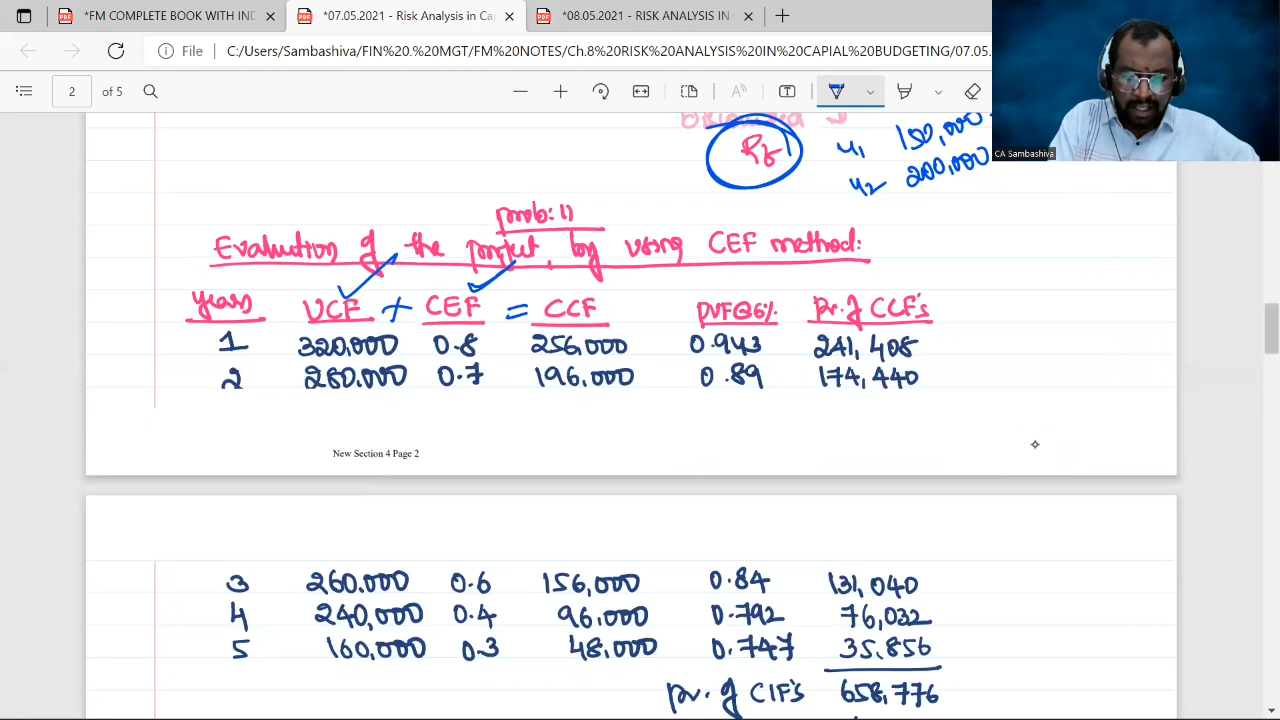 *FM COMPLETE BOOK WITH IND
*07.05.2021 - Risk Analysis in Ca
*08.05.2021 - RISK ANALYSIS IN B
File
C:/Users/Sambashiva/FIN%20.%20MGT/FM%20NOTES/Ch.8%20RISK%20ANALYSIS%20IN%20CAPIAL%20BUDGETING/07.05.
2 of 5
CA Sambashiva
Rf
Y1 150,000
Y2 200,000
prob: 11
Evaluation of the project, by using CEF method:
years UCF + CEF = CCF PVF@6% Pr. of CCF's
1 320,000 0.8 256,000 0.943 241,408
2 280,000 0.7 196,000 0.89 174,440
New Section 4 Page 2
3 260,000 0.6 156,000 0.84 131,040
4 240,000 0.4 96,000 0.792 76,032
5 160,000 0.3 48,000 0.747 35,856
pr. of CIF's 658,776